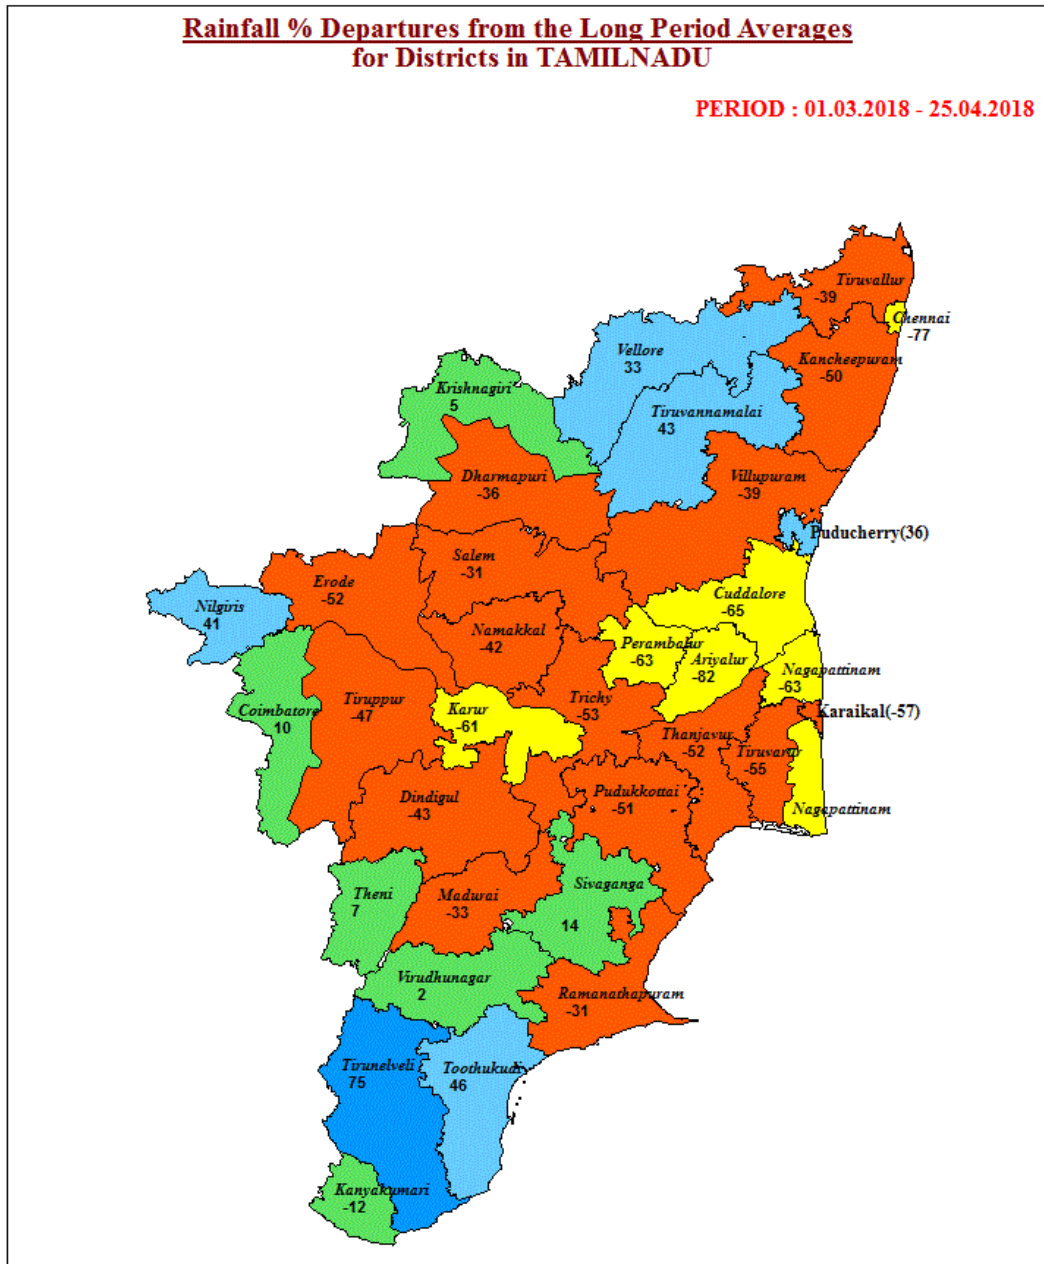 Rainfall % Departures from the Long Period Averages
for Districts in TAMILNADU
PERIOD : 01.03.2018 - 25.04.2018
Tiruvallur
-39
Chennai
-77
Vellore
33
Kancheepuram
-50
Krishnagiri
5
Tiruvannamalai
43
Dharmapuri
-36
Villupuram
-39
Puducherry(36)
Salem
-31
Erode
-52
Cuddalore
-65
Nilgiris
41
Namakkal
-42
Perambalur
-63
Ariyalur
-82
Nagapattinam
-63
Tiruppur
-47
Trichy
-53
Coimbatore
10
Karur
-61
Karaikal(-57)
Thanjavur
-52
Tiruvarur
-55
Dindigul
-43
Pudukkottai
-51
Nagapattinam
Sivaganga
14
Theni
7
Madurai
-33
Virudhunagar
2
Ramanathapuram
-31
Tirunelveli
75
Toothukudi
46
Kanyakumari
-12